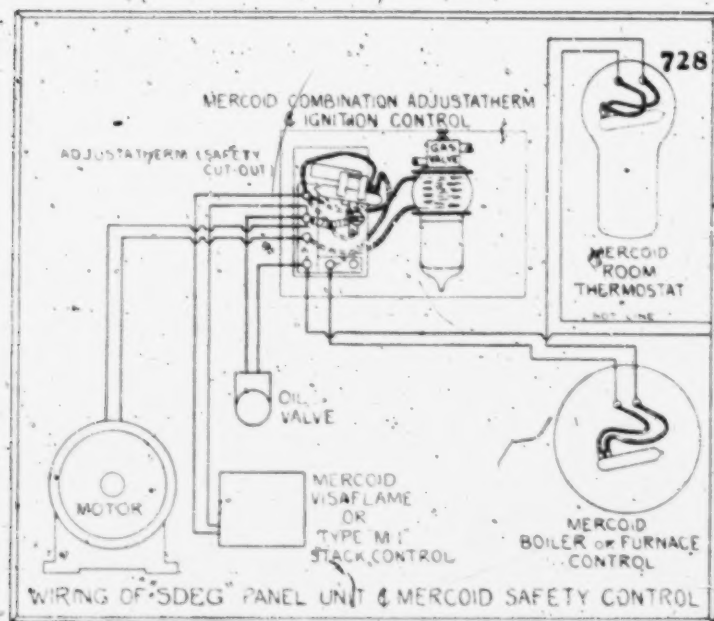 728
MERCOID COMBINATION ADJUSTATHERM
& IGNITION CONTROL
ADJUSTATHERM (SAFETY
CUT-OUT)
GAS
VALVE
MERCOID
ROOM
THERMOSTAT
HOT LINE
OIL
VALVE
MOTOR
MERCOID
VISAFLAME
OR
TYPE "M-1"
STACK CONTROL
MERCOID
BOILER OR FURNACE
CONTROL
WIRING OF "SDEG" PANEL UNIT & MERCOID SAFETY CONTROL